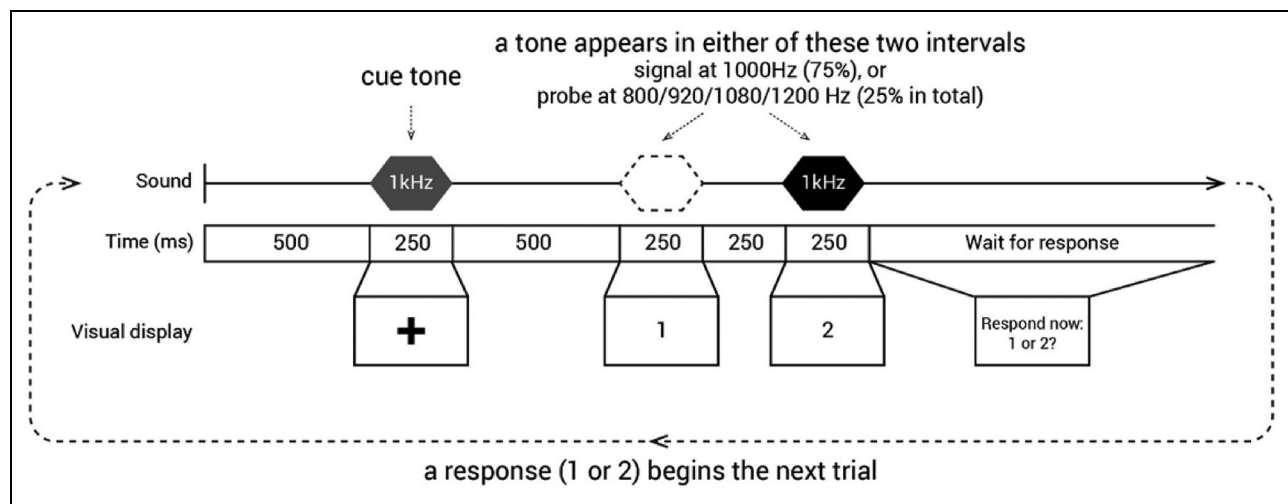 a tone appears in either of these two intervals
signal at 1000Hz (75%), or
probe at 800/920/1080/1200 Hz (25% in total)
cue tone
Sound
1kHz
1kHz
Time (ms)
500
250
500
250
250
250
Wait for response
Visual display
+
1
2
Respond now:
1 or 2?
a response (1 or 2) begins the next trial